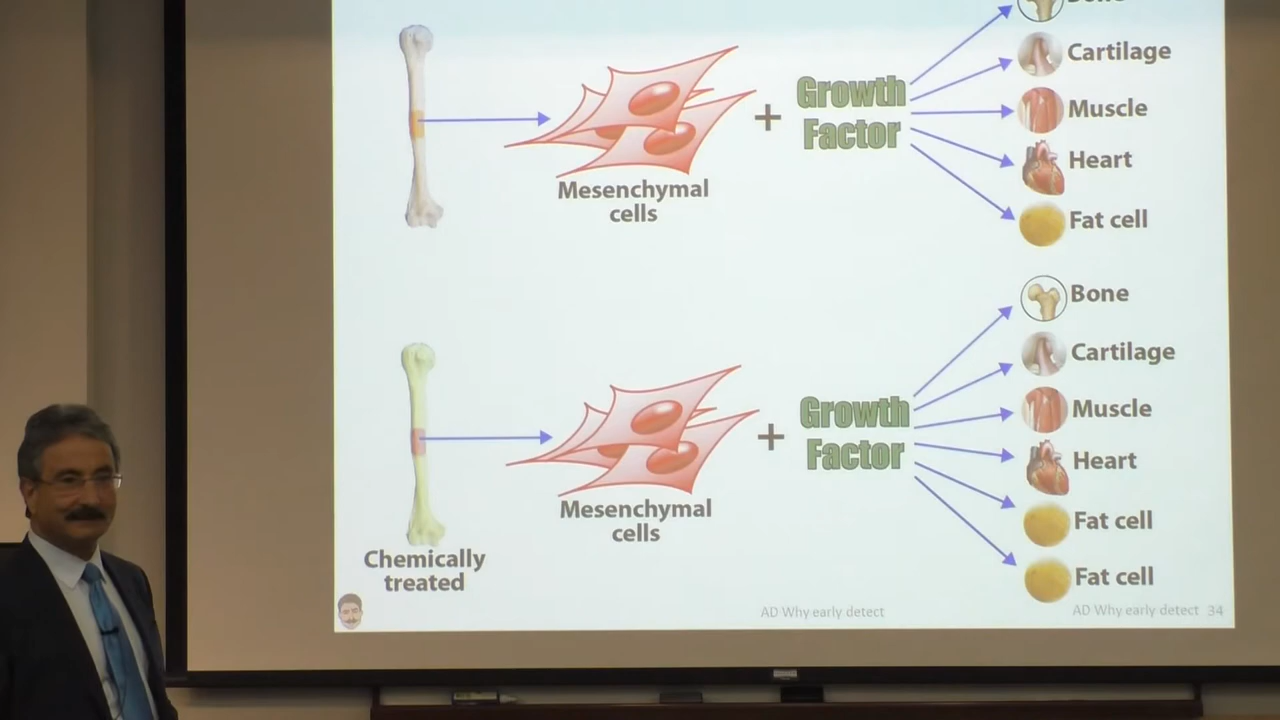 Bone
Cartilage
Growth
Factor
+
Muscle
Heart
Mesenchymal
cells
Fat cell
Bone
Cartilage
Growth
Factor
+
Muscle
Heart
Mesenchymal
cells
Fat cell
Chemically
treated
Fat cell
AD Why early detect
AD Why early detect 34